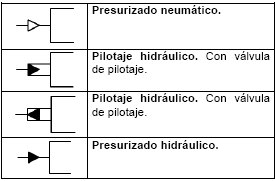 Presurizado neumático.
Pilotaje hidráulico. Con válvula
de pilotaje.
Pilotaje hidráulico. Con válvula
de pilotaje.
Presurizado hidráulico.